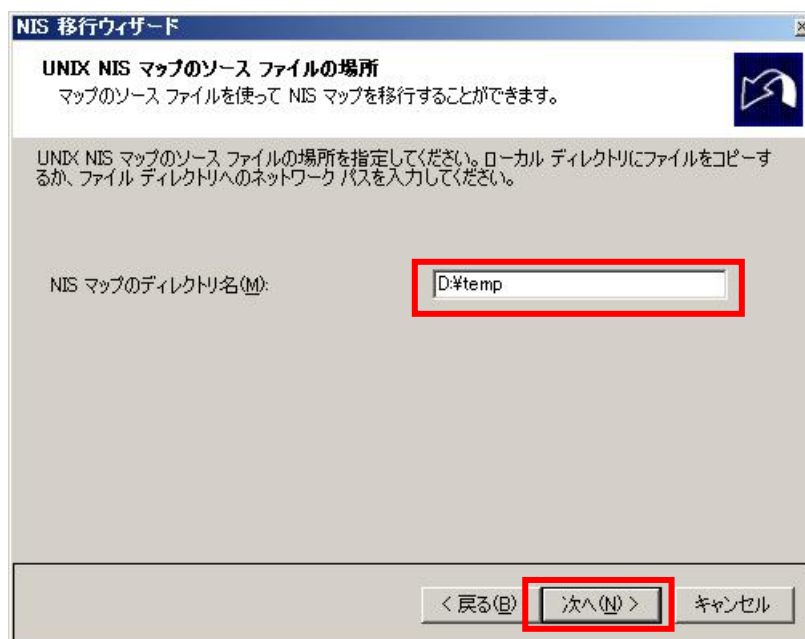 NIS 移行ウィザード
UNIX NIS マップのソース ファイルの場所
マップのソース ファイルを使って NIS マップを移行することができます。
UNIX NIS マップのソース ファイルの場所を指定してください。ローカル ディレクトリにファイルをコピーす
るか、ファイル ディレクトリへのネットワーク パスを入力してください。
NIS マップのディレクトリ名(M): D:¥temp
< 戻る(B) 次へ(N) > キャンセル